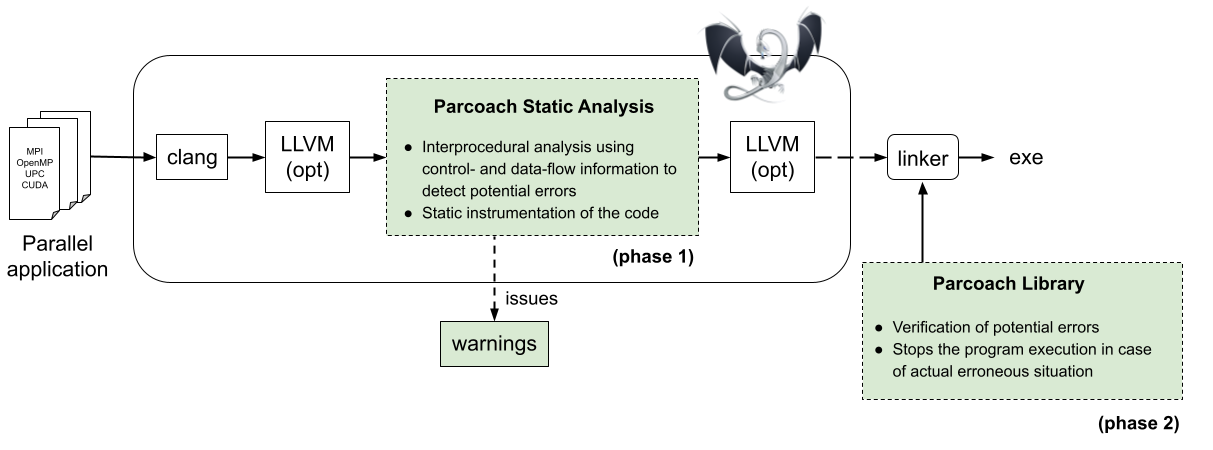 MPI
OpenMP
UPC
CUDA
Parallel
application
clang
LLVM
(opt)
Parcoach Static Analysis
● Interprocedural analysis using
control- and data-flow information to
detect potential errors
● Static instrumentation of the code
(phase 1)
issues
warnings
LLVM
(opt)
linker
exe
Parcoach Library
● Verification of potential errors
● Stops the program execution in case
of actual erroneous situation
(phase 2)